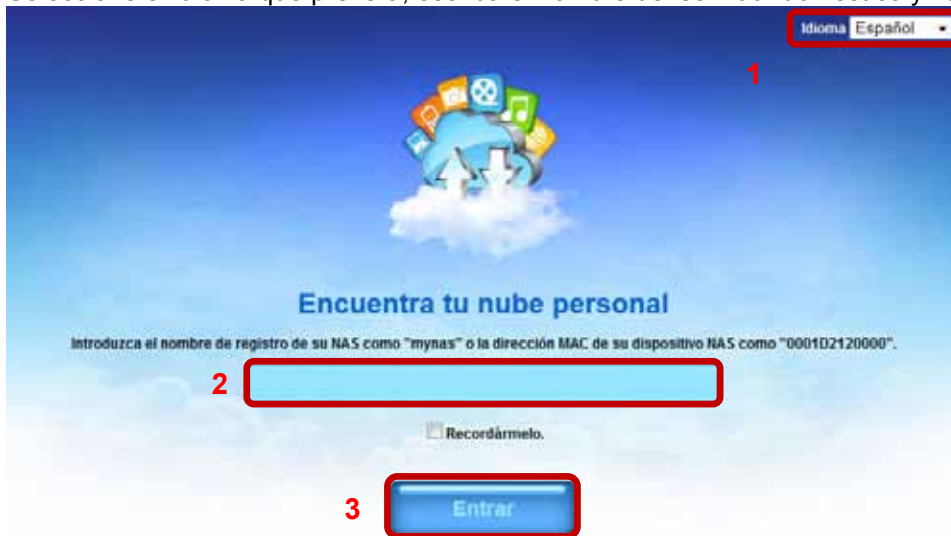 Idioma Español
1
Encuentra tu nube personal
Introduzca el nombre de registro de su NAS como "mynas" o la dirección MAC de su dispositivo NAS como "0001D2120000".
2
Recordármelo.
3
Entrar